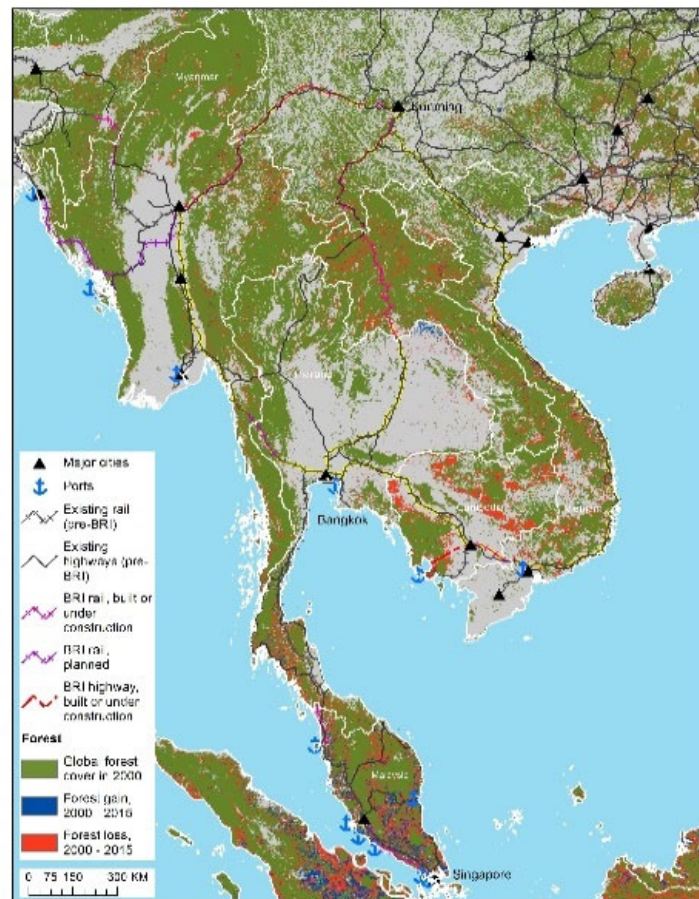 Myanmar
Kunming
Thailand
Bangkok
Malaysia
Singapore
Major cities
Ports
Existing rail
(pre-BRI)
Existing
highways (pre-
BRI)
BRI rail, built or
under
construction
BRI rail,
planned
BRI highway,
built or under
construction
Forest
Global forest
cover in 2000
Forest gain,
Forest loss,
2000 - 2015
0 75 150 300 KM